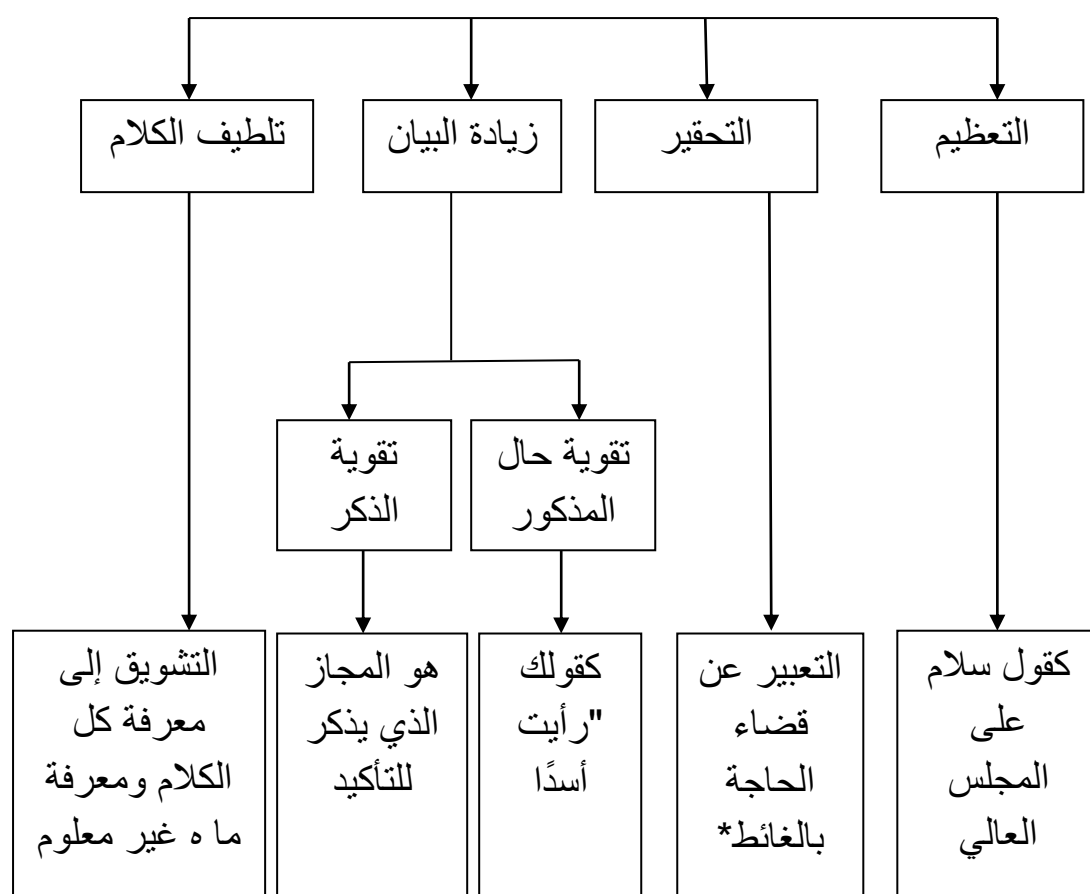 التعظيم
التحقير
زيادة البيان
تلطيف الكلام
تقوية حال
المذكور
تقوية
الذكر
كقول سلام
على
المجلس
العالي
التعبير عن
قضاء
الحاجة
بالغائط*
كقولك
"رأيت
أسدًا
هو المجاز
الذي يذكر
للتأكيد
التشويق إلى
معرفة كل
الكلام ومعرفة
ما ه غير معلوم